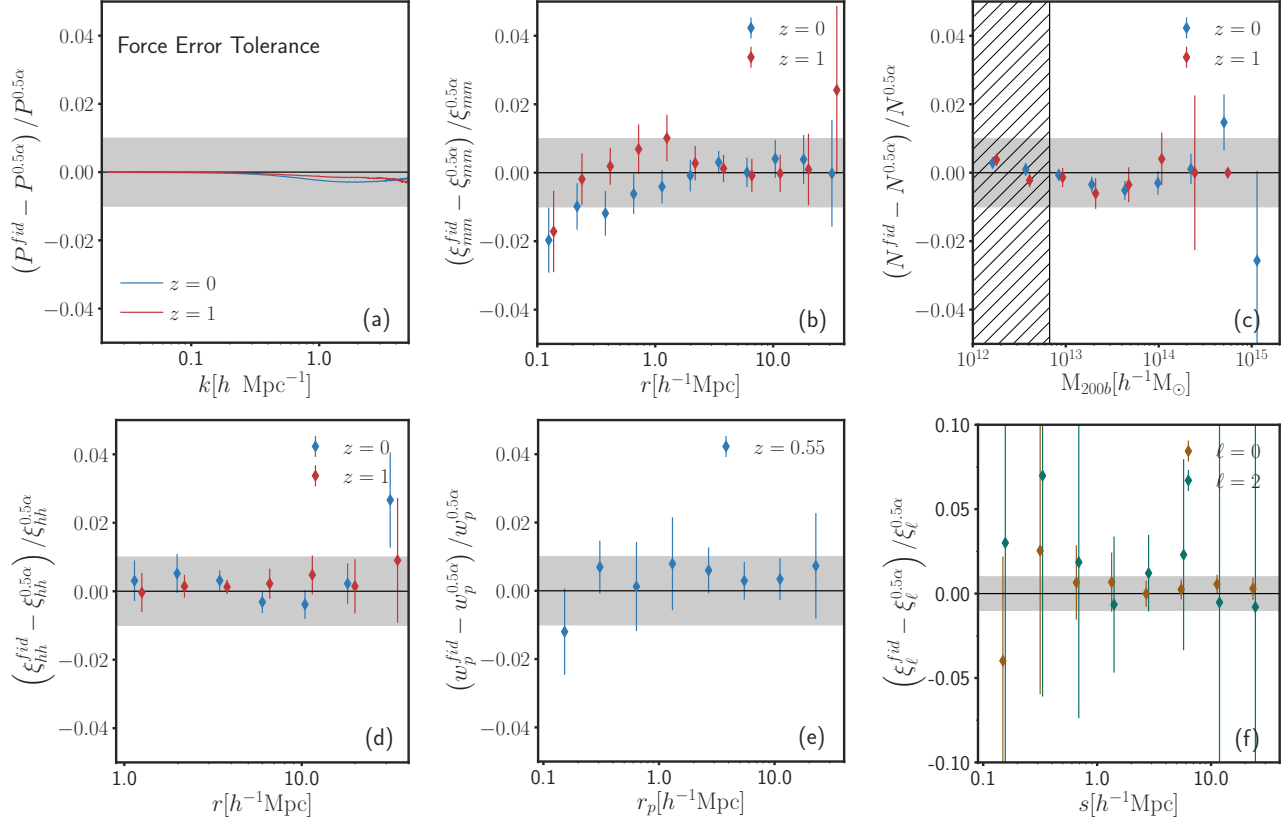 0.04
0.02
0.00
−0.02
−0.04
(P^{fid} − P^{0.5α}) / P^{0.5α}
Force Error Tolerance
z = 0
z = 1
(a)
0.1
1.0
k[h Mpc^{−1}]
0.04
0.02
0.00
−0.02
−0.04
(ξ_{mm}^{fid} − ξ_{mm}^{0.5α}) / ξ_{mm}^{0.5α}
z = 0
z = 1
(b)
0.1
1.0
10.0
r[h^{−1}Mpc]
0.04
0.02
0.00
−0.02
−0.04
(N^{fid} − N^{0.5α}) / N^{0.5α}
z = 0
z = 1
(c)
10^{12}
10^{13}
10^{14}
10^{15}
M_{200b}[h^{−1}M_⊙]
0.04
0.02
0.00
−0.02
−0.04
(ξ_{hh}^{fid} − ξ_{hh}^{0.5α}) / ξ_{hh}^{0.5α}
z = 0
z = 1
(d)
1.0
10.0
r[h^{−1}Mpc]
0.04
0.02
0.00
−0.02
−0.04
(w_p^{fid} − w_p^{0.5α}) / w_p^{0.5α}
z = 0.55
(e)
0.1
1.0
10.0
r_p[h^{−1}Mpc]
0.10
0.05
0.00
-0.05
-0.10
(ξ_ℓ^{fid} − ξ_ℓ^{0.5α}) / ξ_ℓ^{0.5α}
ℓ = 0
ℓ = 2
(f)
0.1
1.0
10.0
s[h^{−1}Mpc]